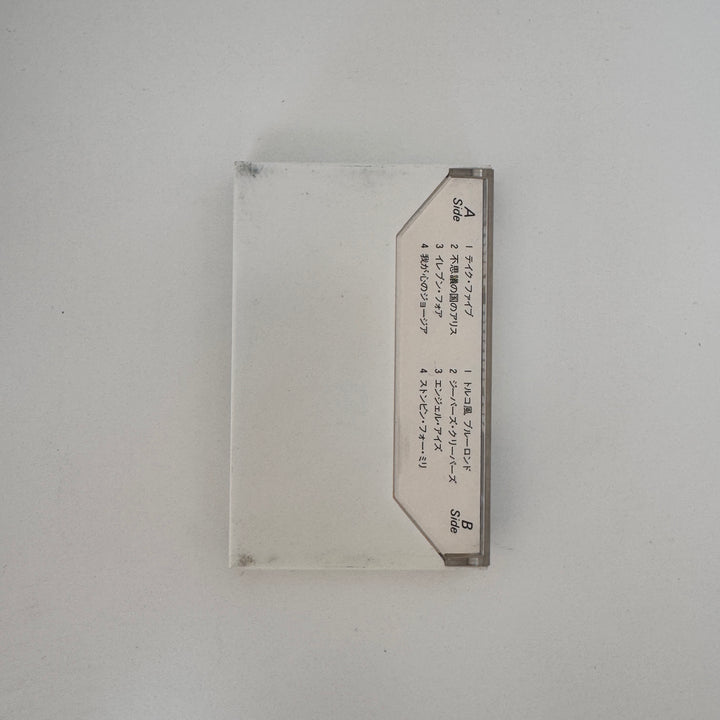 A
Side
1 テイク・ファイブ
2 不思議の国のアリス
3 イレブン・フォア
4 我が心のジョージア
1 トルコ風 ブルーロンド
2 ジーパーズ・クリーパーズ
3 エンジェル・アイズ
4 ストンピン・フォー・ミリ
B
Side